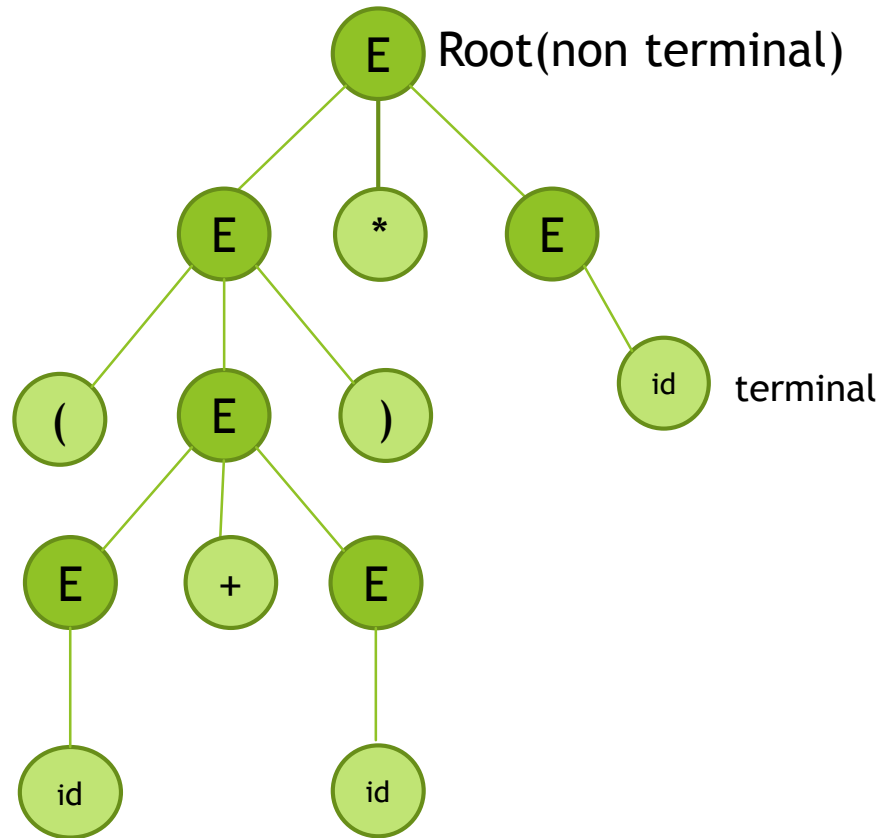 E Root(non terminal)
E * E
( E ) id terminal
E + E
id id